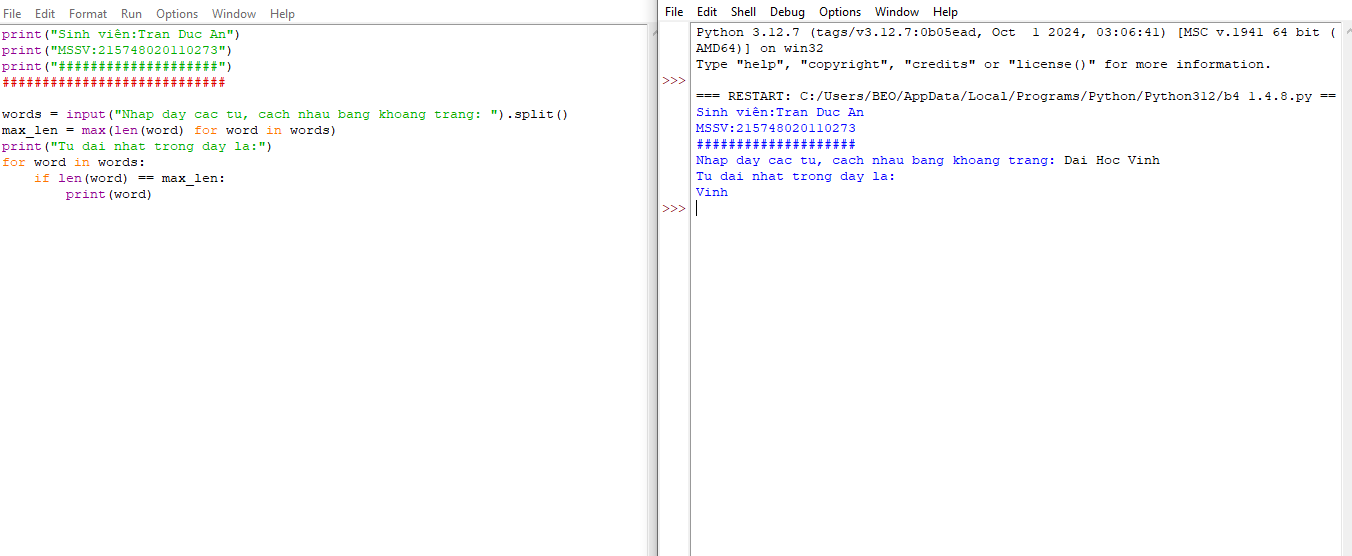 File Edit Format Run Options Window Help
print("Sinh viên:Tran Duc An")
print("MSSV:215748020110273")
print("####################")
############################
words = input("Nhap day cac tu, cach nhau bang khoang trang: ").split()
max_len = max(len(word) for word in words)
print("Tu dai nhat trong day la:")
for word in words:
    if len(word) == max_len:
        print(word)
File Edit Shell Debug Options Window Help
Python 3.12.7 (tags/v3.12.7:0b05ead, Oct  1 2024, 03:06:41) [MSC v.1941 64 bit (
AMD64)] on win32
Type "help", "copyright", "credits" or "license()" for more information.
>>>
=== RESTART: C:/Users/BEO/AppData/Local/Programs/Python/Python312/b4 1.4.8.py ==
Sinh viên:Tran Duc An
MSSV:215748020110273
####################
Nhap day cac tu, cach nhau bang khoang trang: Dai Hoc Vinh
Tu dai nhat trong day la:
Vinh
>>>